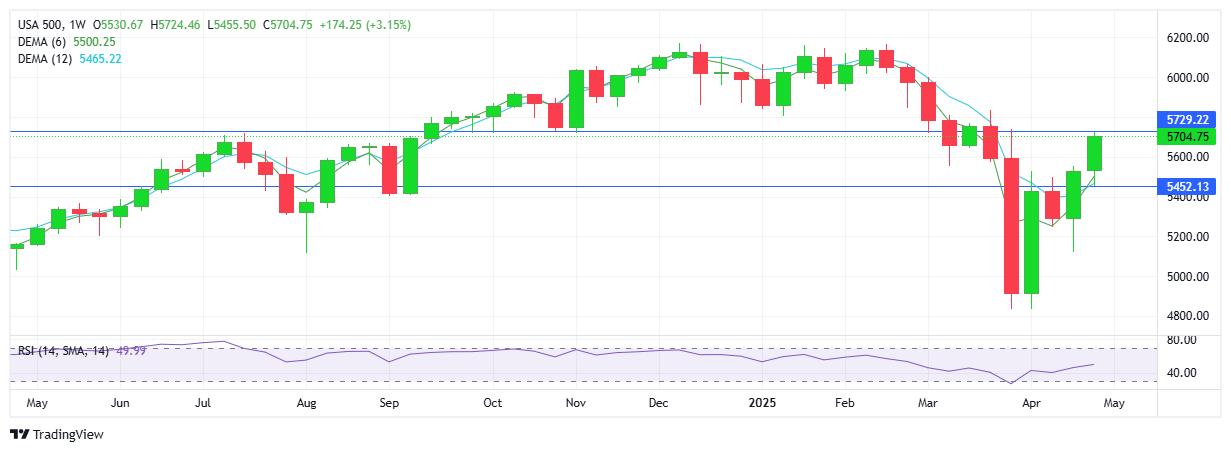 USA 500, 1W O5530.67 H5724.46 L5455.50 C5704.75 +174.25 (+3.15%)
DEMA (6) 5500.25
DEMA (12) 5465.22
6200.00
6000.00
5729.22
5704.75
5600.00
5452.13
5400.00
5200.00
5000.00
4800.00
RSI (14, SMA, 14) 49.99
80.00
40.00
May Jun Jul Aug Sep Oct Nov Dec 2025 Feb Mar Apr May
TradingView